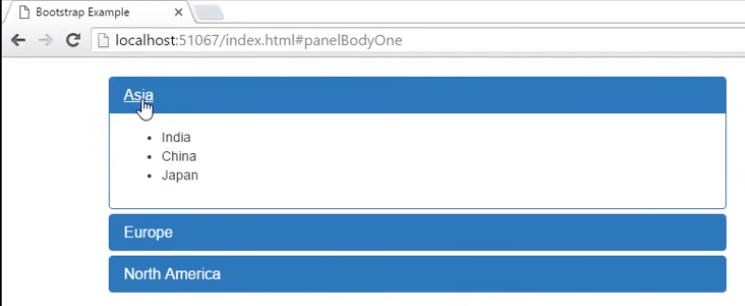 Bootstrap Example
localhost:51067/index.html#panelBodyOne
Asia
India
China
Japan
Europe
North America